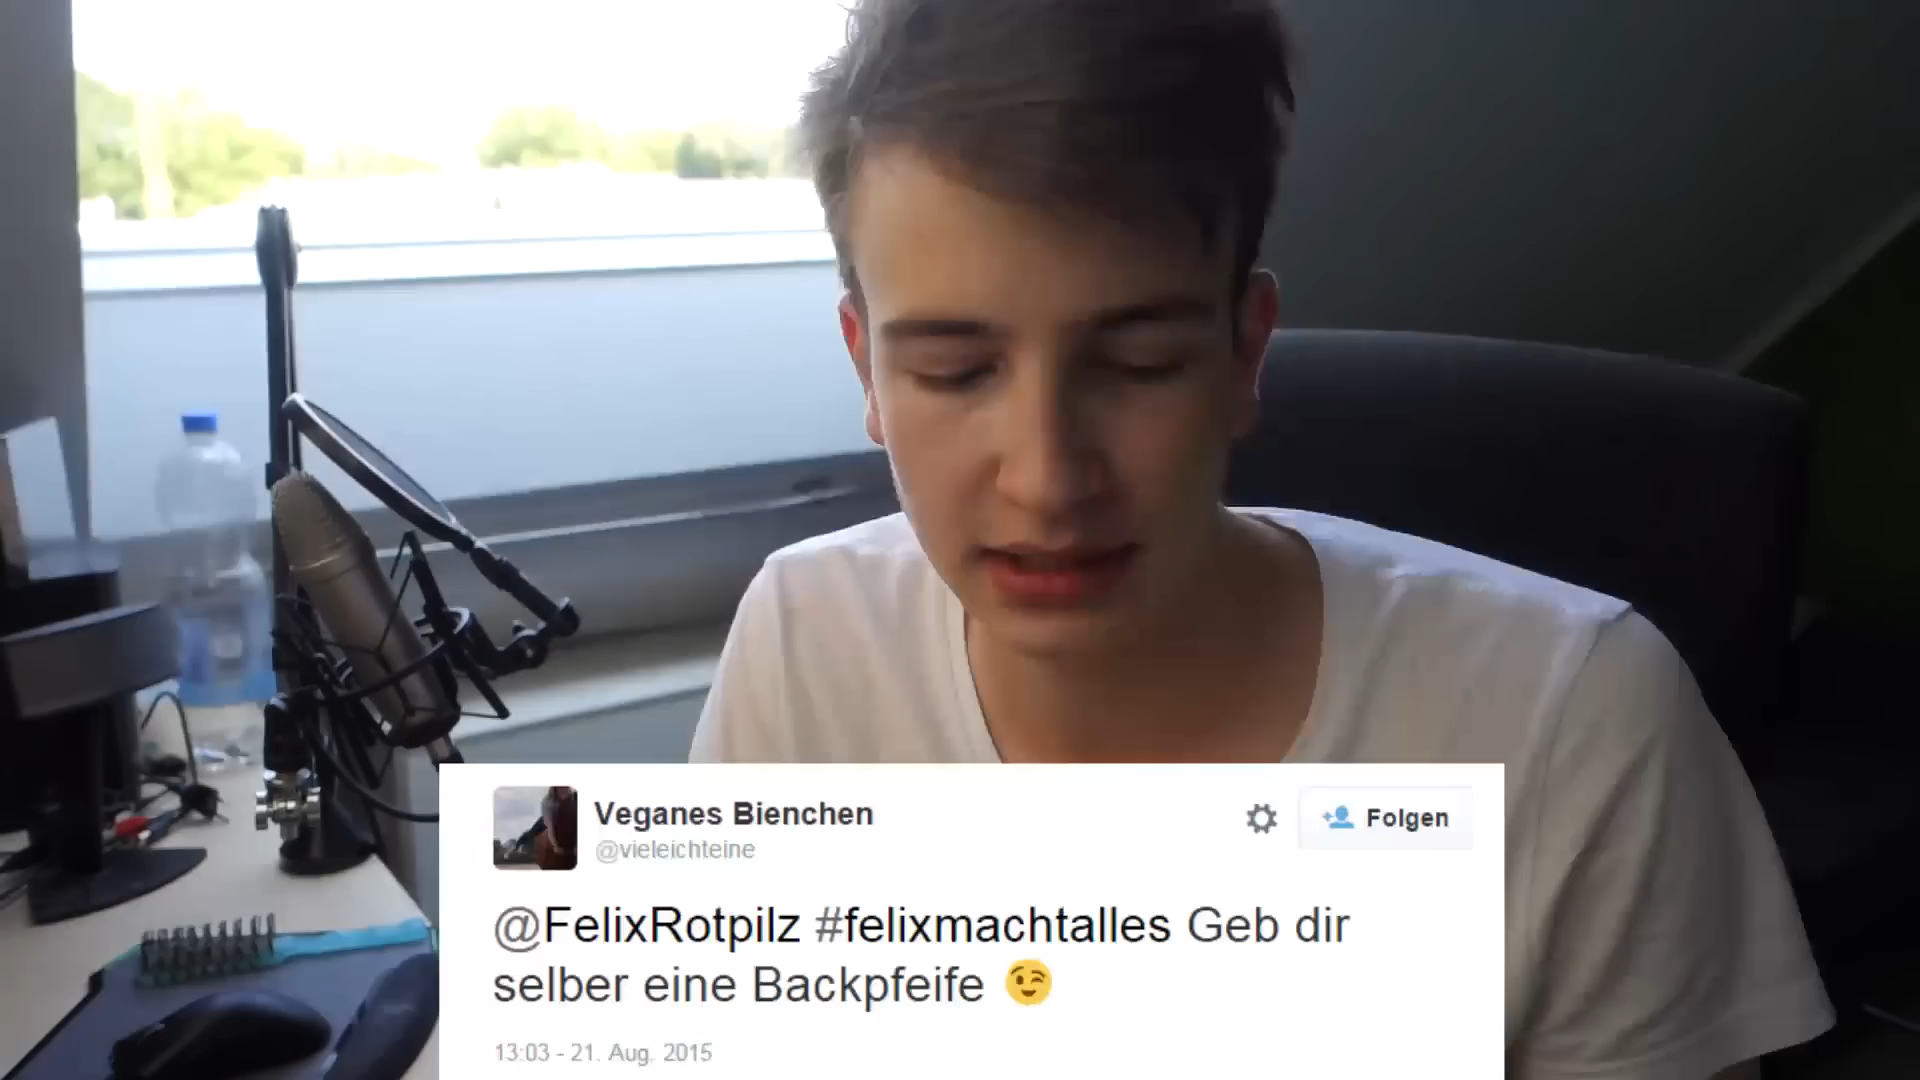 Veganes Bienchen
@vieleichteine
Folgen
@FelixRotpilz #felixmachtalles Geb dir
selber eine Backpfeife 😉
13:03 - 21. Aug. 2015